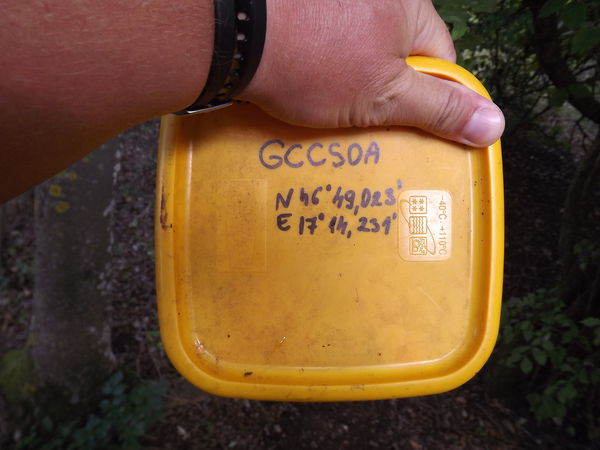 GCCSOA
N 46° 49,023'
E 17° 14,231'
-40°C - +110°C